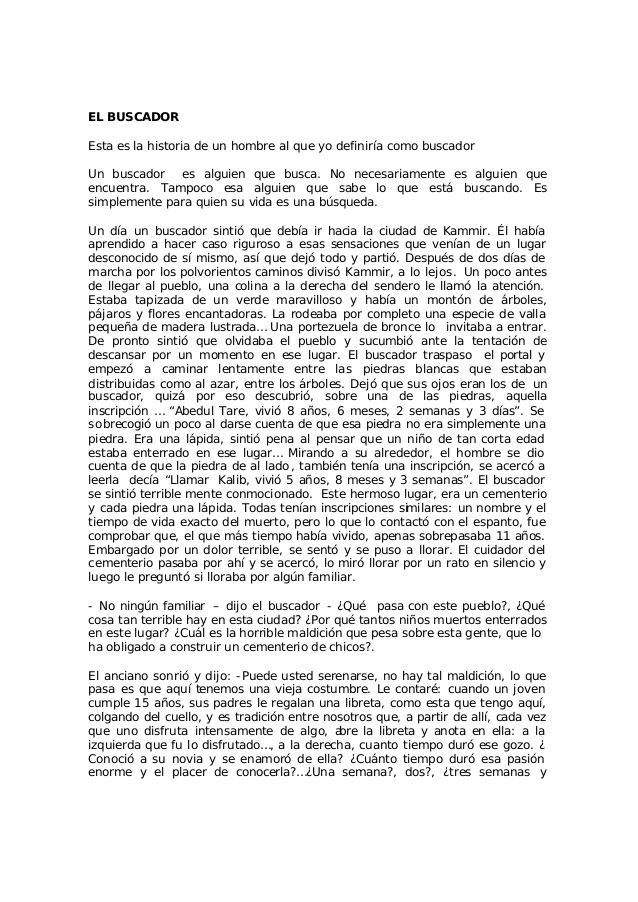 EL BUSCADOR
Esta es la historia de un hombre al que yo definiría como buscador
Un buscador es alguien que busca. No necesariamente es alguien que
encuentra. Tampoco esa alguien que sabe lo que está buscando. Es
simplemente para quien su vida es una búsqueda.
Un día un buscador sintió que debía ir hacia la ciudad de Kammir. Él había
aprendido a hacer caso riguroso a esas sensaciones que venían de un lugar
desconocido de sí mismo, así que dejó todo y partió. Después de dos días de
marcha por los polvorientos caminos divisó Kammir, a lo lejos. Un poco antes
de llegar al pueblo, una colina a la derecha del sendero le llamó la atención.
Estaba tapizada de un verde maravilloso y había un montón de árboles,
pájaros y flores encantadoras. La rodeaba por completo una especie de valla
pequeña de madera lustrada... Una portezuela de bronce lo invitaba a entrar.
De pronto sintió que olvidaba el pueblo y sucumbió ante la tentación de
descansar por un momento en ese lugar. El buscador traspaso el portal y
empezó a caminar lentamente entre las piedras blancas que estaban
distribuidas como al azar, entre los árboles. Dejó que sus ojos eran los de un
buscador, quizá por eso descubrió, sobre una de las piedras, aquella
inscripción ... “Abedul Tare, vivió 8 años, 6 meses, 2 semanas y 3 días”. Se
sobrecogió un poco al darse cuenta de que esa piedra no era simplemente una
piedra. Era una lápida, sintió pena al pensar que un niño de tan corta edad
estaba enterrado en ese lugar... Mirando a su alrededor, el hombre se dio
cuenta de que la piedra de al lado, también tenía una inscripción, se acercó a
leerla decía “Llamar Kalib, vivió 5 años, 8 meses y 3 semanas”. El buscador
se sintió terrible mente conmocionado. Este hermoso lugar, era un cementerio
y cada piedra una lápida. Todas tenían inscripciones similares: un nombre y el
tiempo de vida exacto del muerto, pero lo que lo contactó con el espanto, fue
comprobar que, el que más tiempo había vivido, apenas sobrepasaba 11 años.
Embargado por un dolor terrible, se sentó y se puso a llorar. El cuidador del
cementerio pasaba por ahí y se acercó, lo miró llorar por un rato en silencio y
luego le preguntó si lloraba por algún familiar.
- No ningún familiar – dijo el buscador - ¿Qué pasa con este pueblo?, ¿Qué
cosa tan terrible hay en esta ciudad? ¿Por qué tantos niños muertos enterrados
en este lugar? ¿Cuál es la horrible maldición que pesa sobre esta gente, que lo
ha obligado a construir un cementerio de chicos?.
El anciano sonrió y dijo: -Puede usted serenarse, no hay tal maldición, lo que
pasa es que aquí tenemos una vieja costumbre. Le contaré: cuando un joven
cumple 15 años, sus padres le regalan una libreta, como esta que tengo aquí,
colgando del cuello, y es tradición entre nosotros que, a partir de allí, cada vez
que uno disfruta intensamente de algo, abre la libreta y anota en ella: a la
izquierda que fu lo disfrutado..., a la derecha, cuanto tiempo duró ese gozo. ¿
Conoció a su novia y se enamoró de ella? ¿Cuánto tiempo duró esa pasión
enorme y el placer de conocerla?...¿Una semana?, dos?, ¿tres semanas y